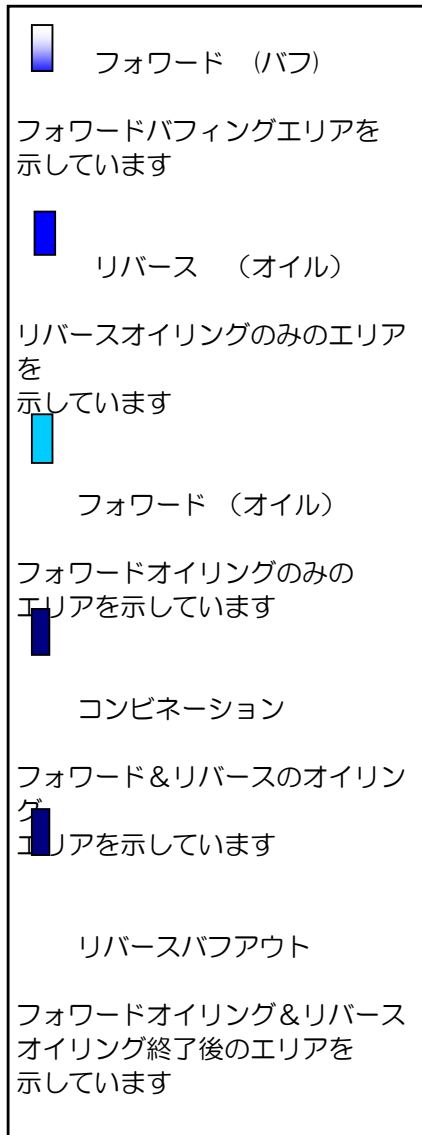 フォワード　(バフ)
フォワードバフィングエリアを
示しています
リバース　（オイル）
リバースオイリングのみのエリア
を
示しています
フォワード （オイル）
フォワードオイリングのみの
エリアを示しています
コンビネーション
フォワード＆リバースのオイリン
グ
エリアを示しています
リバースバフアウト
フォワードオイリング＆リバース
オイリング終了後のエリアを
示しています